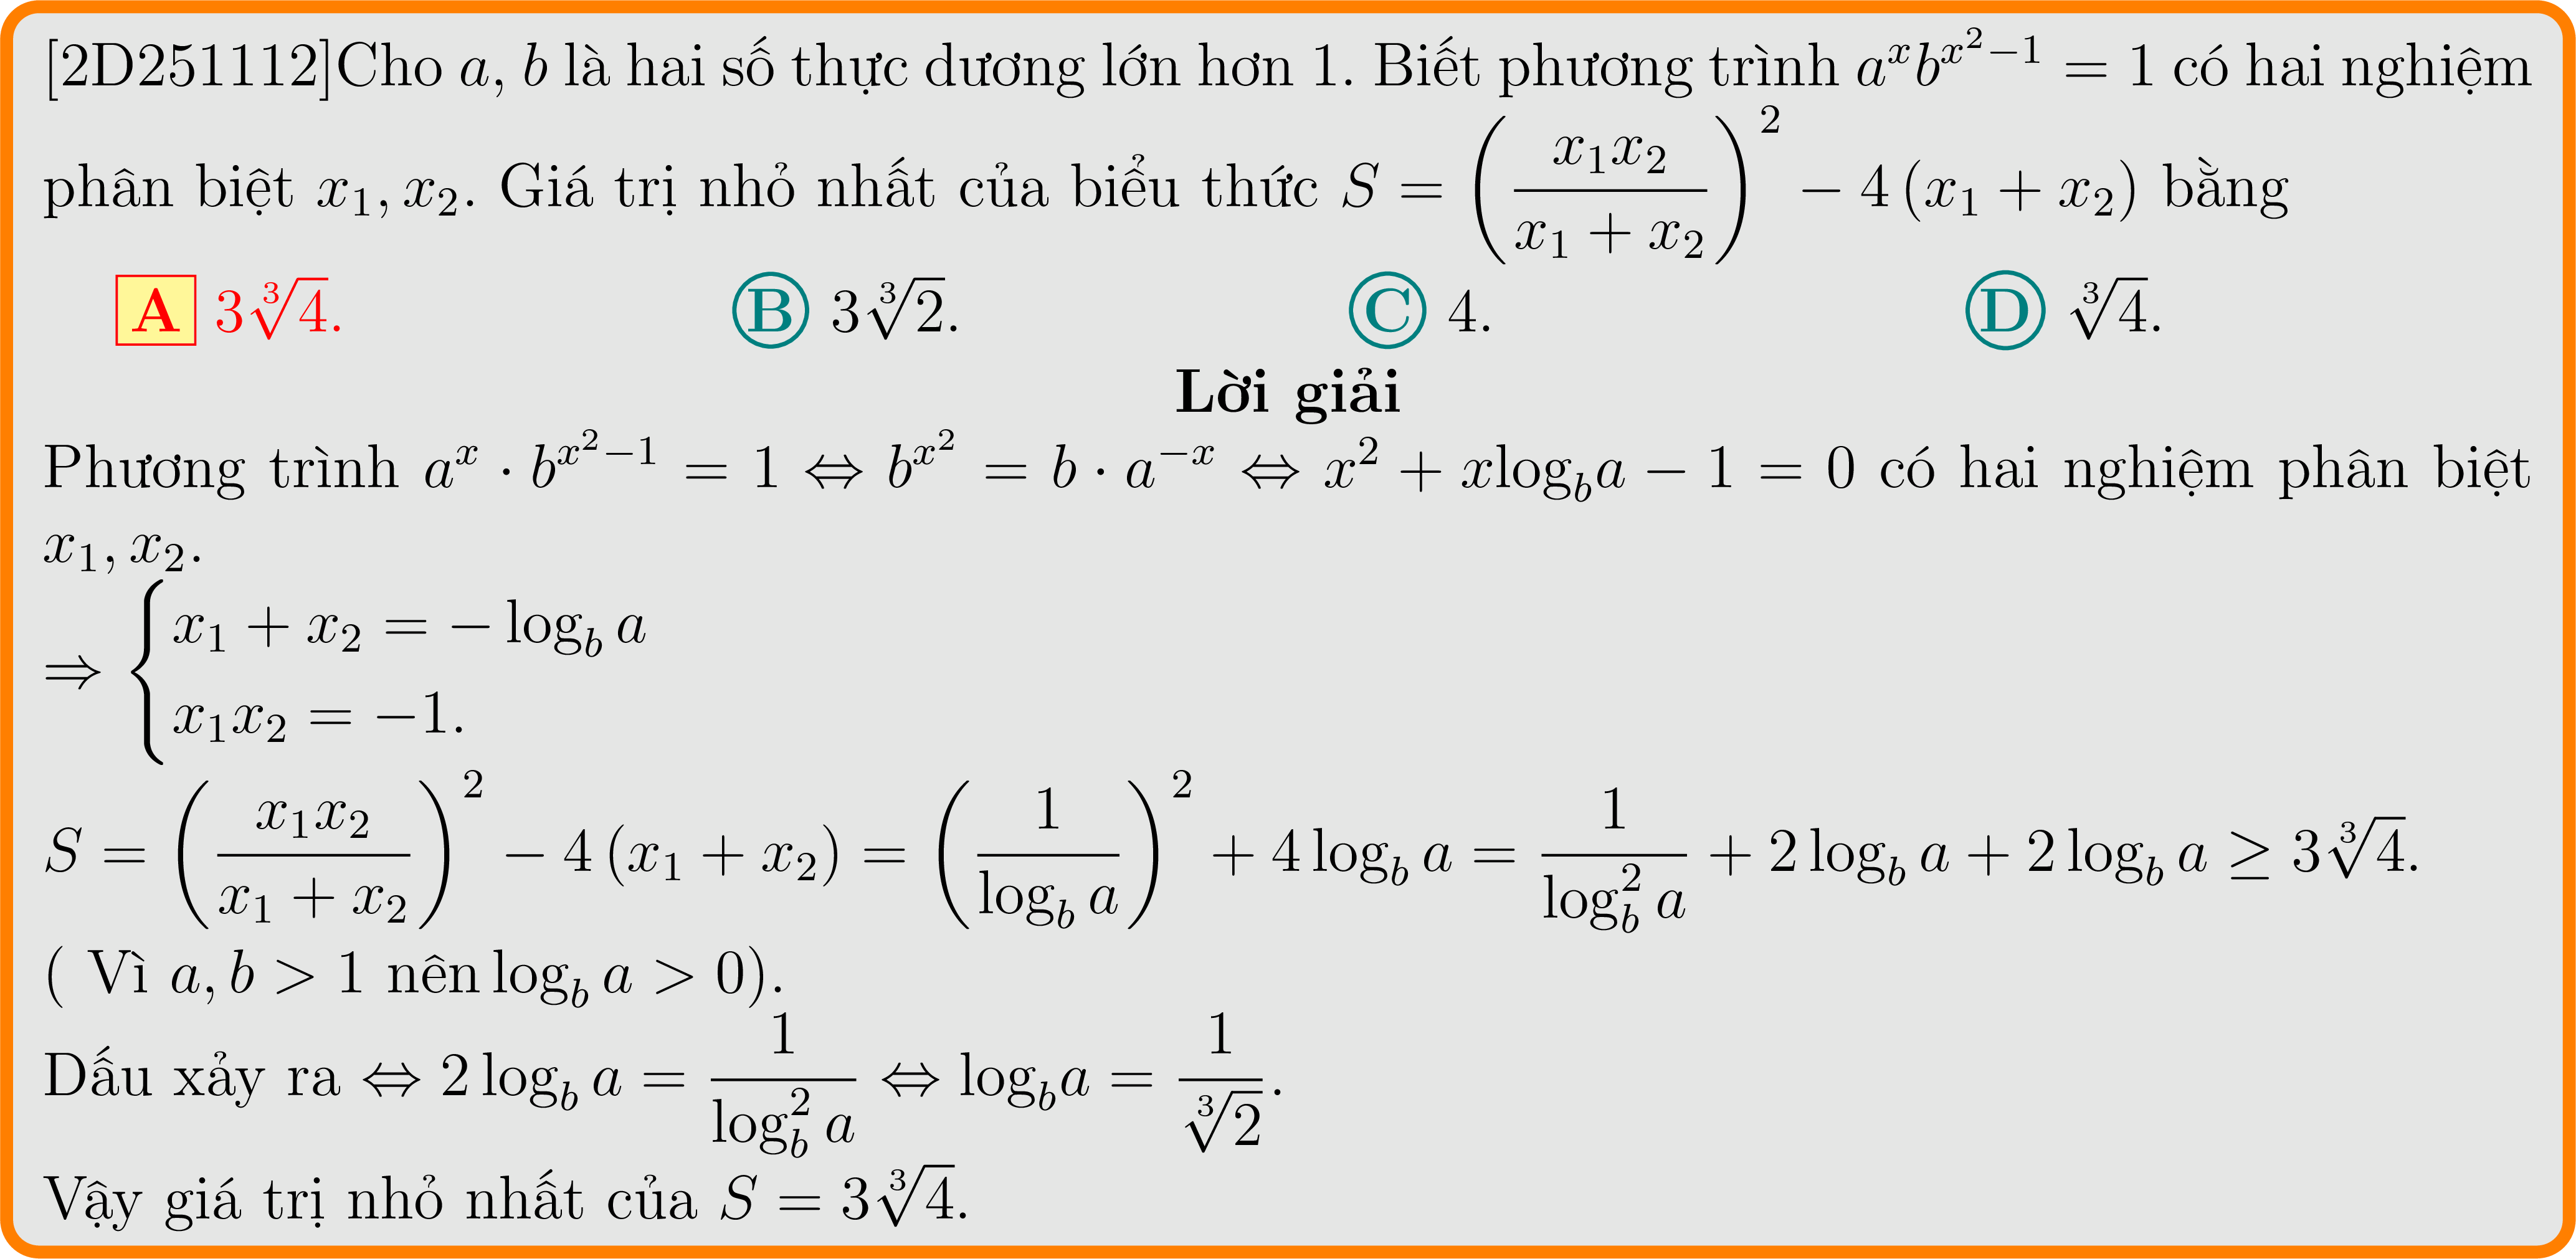 [2D251112]Cho $a, b$ là hai số thực dương lớn hơn 1. Biết phương trình $a^x b^{x^2-1} = 1$ có hai nghiệm
phân biệt $x_1, x_2$. Giá trị nhỏ nhất của biểu thức $S = \left(\dfrac{x_1x_2}{x_1+x_2}\right)^2 - 4\,(x_1+x_2)$ bằng
A $3\sqrt[3]{4}$. B $3\sqrt[3]{2}$. C 4. D $\sqrt[3]{4}$.
Lời giải
Phương trình $a^x \cdot b^{x^2-1} = 1 \Leftrightarrow b^{x^2} = b \cdot a^{-x} \Leftrightarrow x^2 + x\log_b a - 1 = 0$ có hai nghiệm phân biệt
$x_1, x_2$.
$\Rightarrow \begin{cases} x_1 + x_2 = -\log_b a \\ x_1x_2 = -1. \end{cases}$
$S = \left(\dfrac{x_1x_2}{x_1+x_2}\right)^2 - 4\,(x_1+x_2) = \left(\dfrac{1}{\log_b a}\right)^2 + 4\log_b a = \dfrac{1}{\log_b^2 a} + 2\log_b a + 2\log_b a \geq 3\sqrt[3]{4}.$
( Vì $a, b > 1$ nên $\log_b a > 0$).
Dấu xảy ra $\Leftrightarrow 2\log_b a = \dfrac{1}{\log_b^2 a} \Leftrightarrow \log_b a = \dfrac{1}{\sqrt[3]{2}}.$
Vậy giá trị nhỏ nhất của $S = 3\sqrt[3]{4}$.